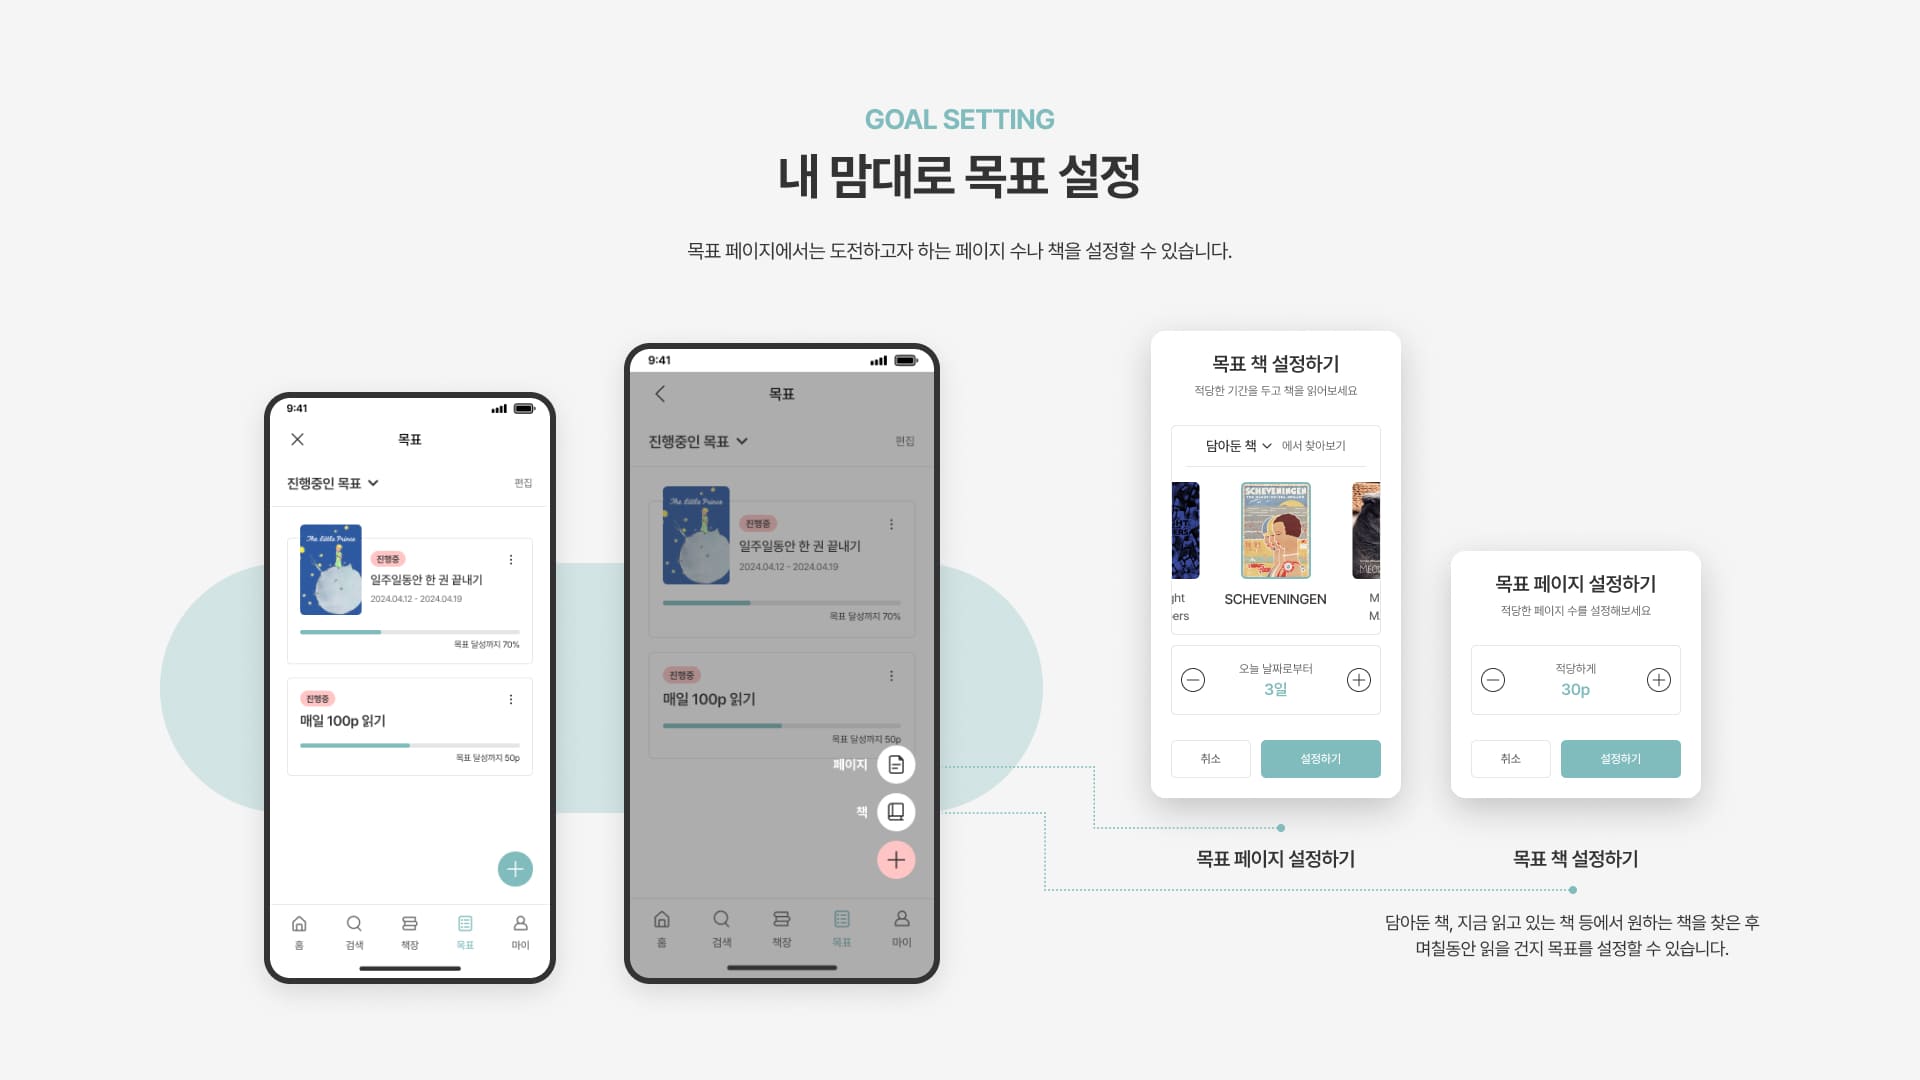 GOAL SETTING
내 맘대로 목표 설정
목표 페이지에서는 도전하고자 하는 페이지 수나 책을 설정할 수 있습니다.
9:41
목표
진행중인 목표
편집
The Little Prince
진행중
일주일동안 한 권 끝내기
2024.04.12 - 2024.04.19
목표 달성까지 70%
진행중
매일 100p 읽기
목표 달성까지 50p
홈
검색
책장
목표
마이
9:41
목표
진행중인 목표
편집
The Little Prince
진행중
일주일동안 한 권 끝내기
2024.04.12 - 2024.04.19
목표 달성까지 70%
진행중
매일 100p 읽기
목표 달성까지 50p
페이지
책
홈
검색
책장
목표
마이
목표 책 설정하기
적당한 기간을 두고 책을 읽어보세요
담아둔 책 에서 찾아보기
SCHEVENINGEN
ght
ers
SCHEVENINGEN
M
M.
오늘 날짜로부터
3일
취소
설정하기
목표 페이지 설정하기
적당한 페이지 수를 설정해보세요
적당하게
30p
취소
설정하기
목표 페이지 설정하기
목표 책 설정하기
담아둔 책, 지금 읽고 있는 책 등에서 원하는 책을 찾은 후
며칠동안 읽을 건지 목표를 설정할 수 있습니다.